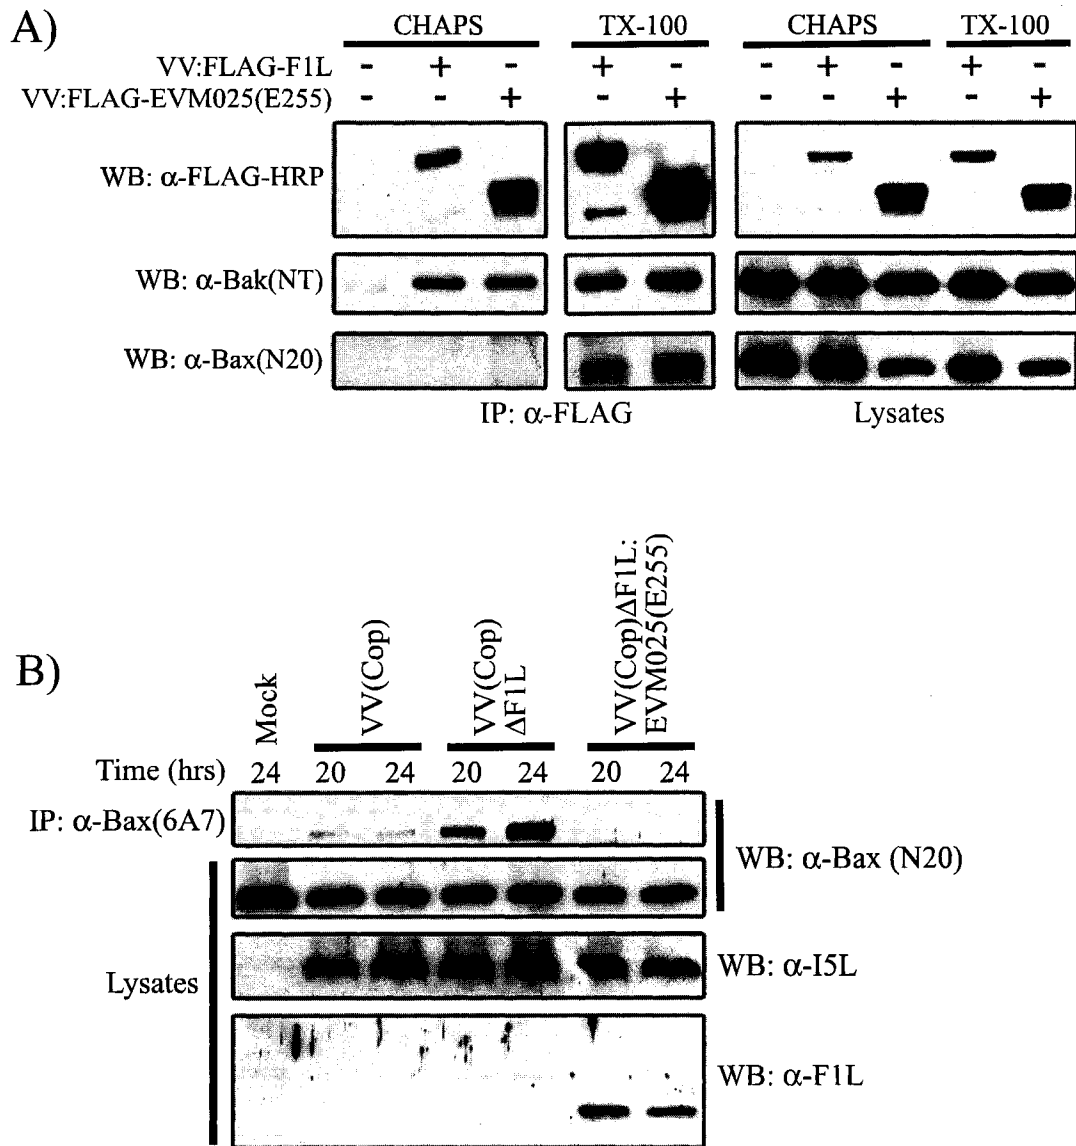 A)
CHAPS TX-100 CHAPS TX-100
VV:FLAG-F1L - + - + - - + - + -
VV:FLAG-EVM025(E255) - - + - + - - + - +
WB: α-FLAG-HRP
WB: α-Bak(NT)
WB: α-Bax(N20)
IP: α-FLAG Lysates
B)
Mock
VV(Cop)
VV(Cop)
ΔF1L
VV(Cop)ΔF1L:
EVM025(E255)
Time (hrs) 24 20 24 20 24 20 24
IP: α-Bax(6A7)
WB: α-Bax (N20)
Lysates
WB: α-I5L
WB: α-F1L